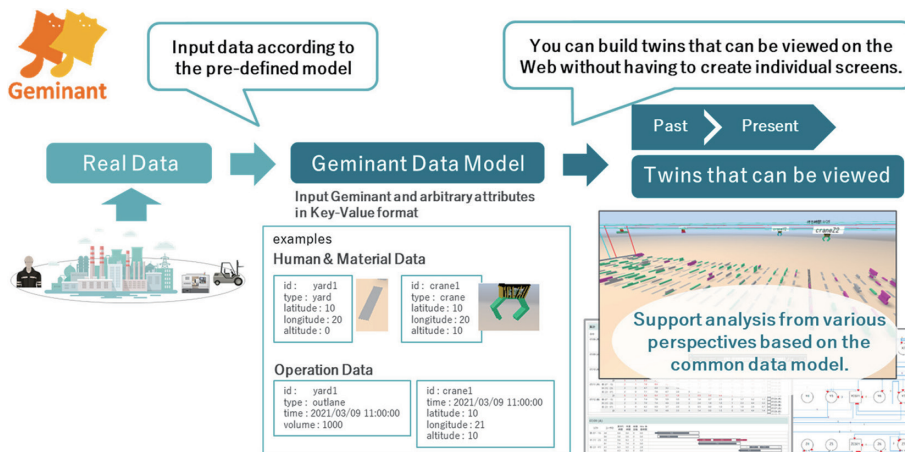 Geminant
Input data according to
the pre-defined model
You can build twins that can be viewed on the
Web without having to create individual screens.
Past
Present
Real Data
Geminant Data Model
Twins that can be viewed
Input Geminant and arbitrary attributes
in Key-Value format
examples
Human & Material Data
id : yard1
type : yard
latitude : 10
longitude : 20
altitude : 0
id : crane1
type : crane
latitude : 10
longitude : 20
altitude : 10
Operation Data
id : yard1
type : outlane
time : 2021/03/09 11:00:00
volume : 1000
id : crane1
time : 2021/03/09 11:00:00
latitude : 10
longitude : 21
altitude : 10
crane22
Support analysis from various
perspectives based on the
common data model.